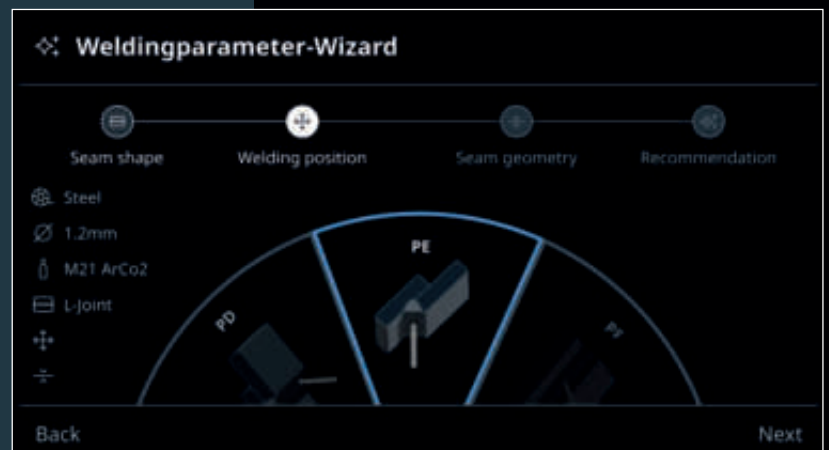 Weldingparameter-Wizard
Seam shape
Welding position
Seam geometry
Recommendation
Steel
1.2mm
M21 ArCo2
L-Joint
PD
PE
Back
Next